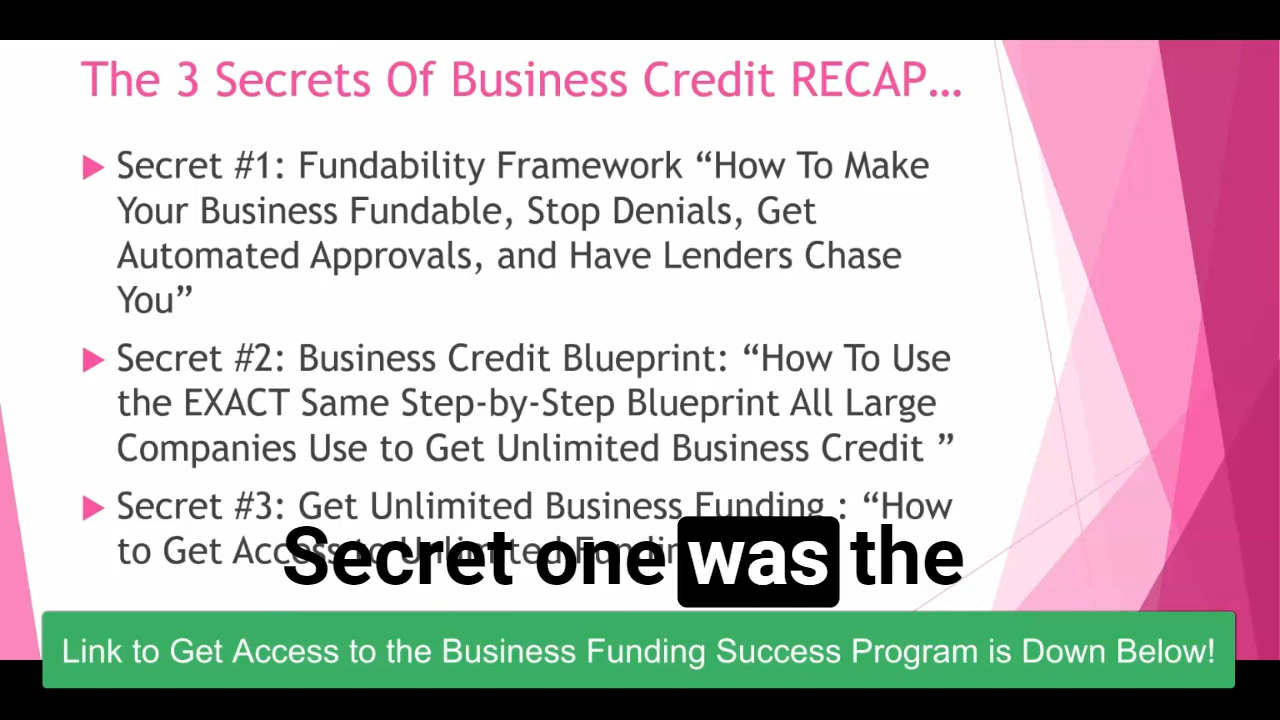 The 3 Secrets Of Business Credit RECAP…
Secret #1: Fundability Framework “How To Make
Your Business Fundable, Stop Denials, Get
Automated Approvals, and Have Lenders Chase
You”
Secret #2: Business Credit Blueprint: “How To Use
the EXACT Same Step-by-Step Blueprint All Large
Companies Use to Get Unlimited Business Credit ”
Secret #3: Get Unlimited Business Funding : “How
to Get Access to Unlimited
Secret one was the
Link to Get Access to the Business Funding Success Program is Down Below!